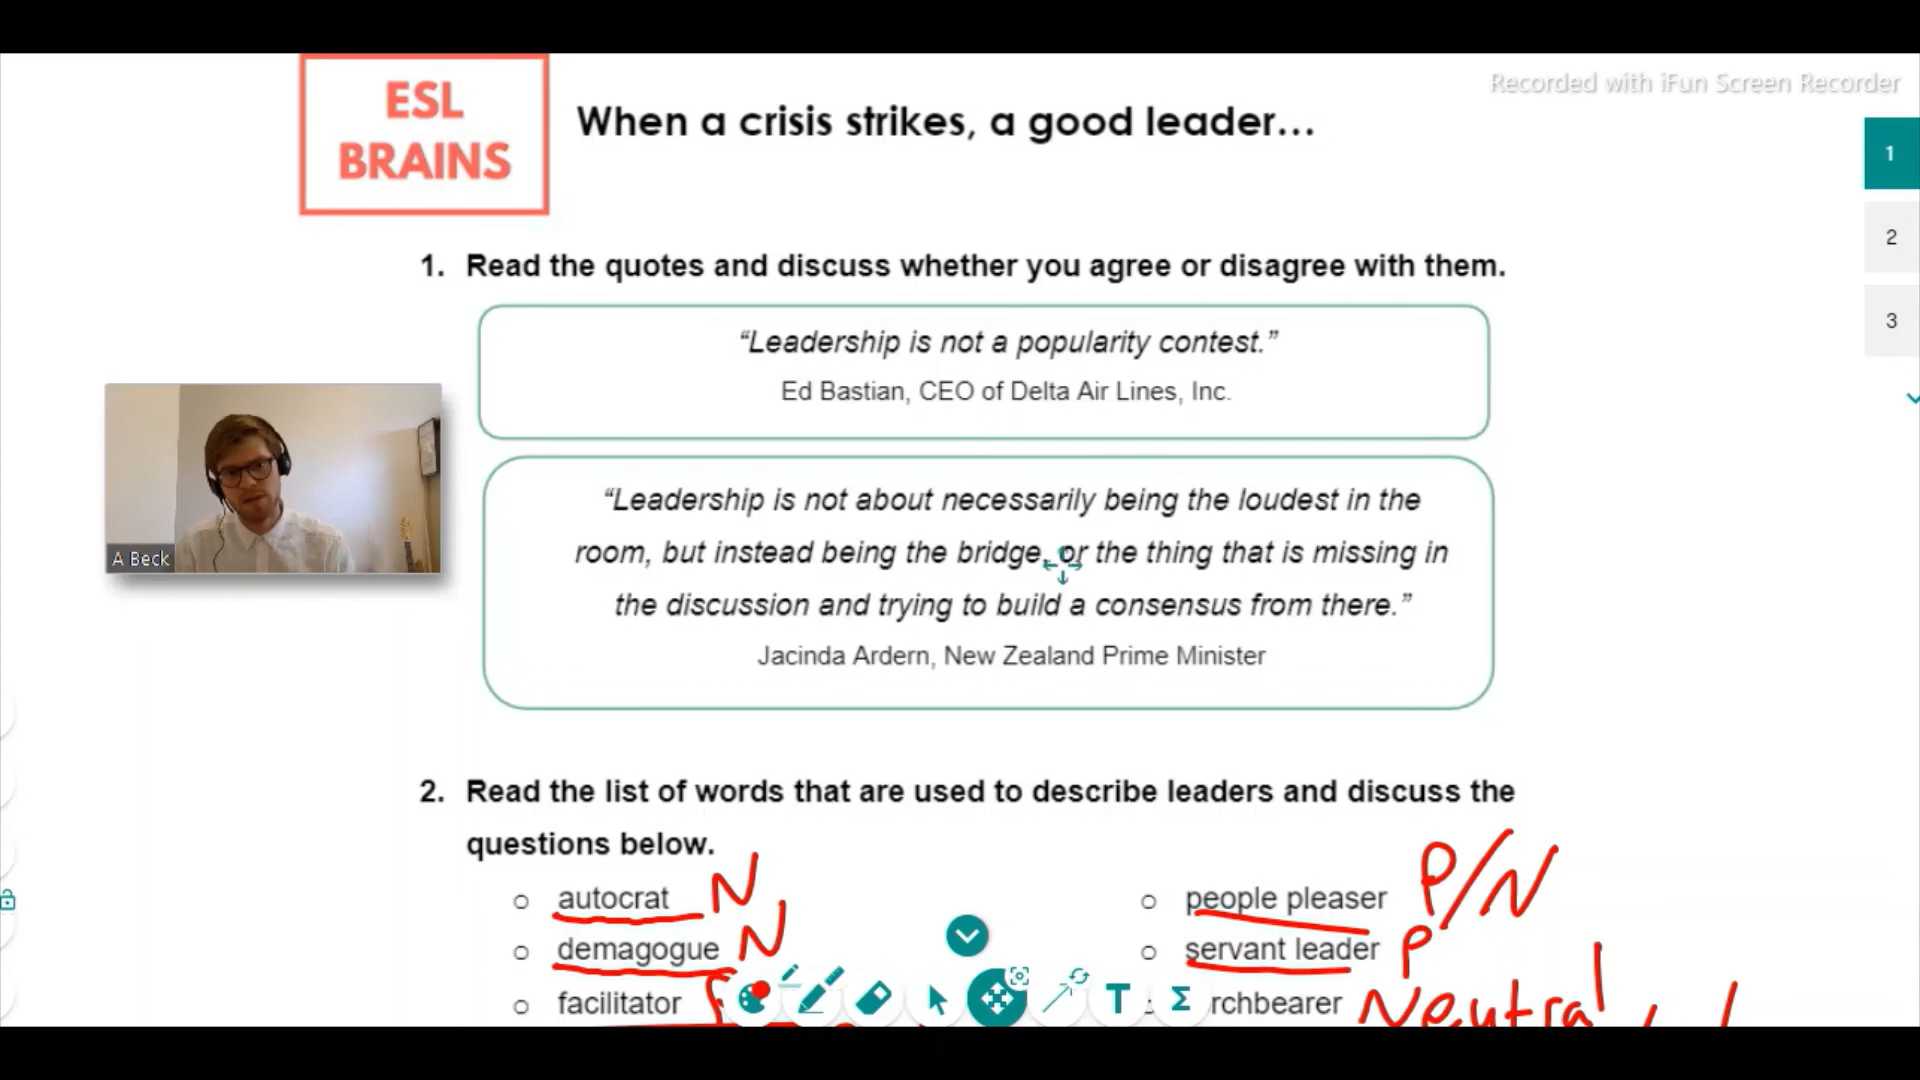 Recorded with iFun Screen Recorder
ESL
BRAINS
When a crisis strikes, a good leader...
1
2
3
1. Read the quotes and discuss whether you agree or disagree with them.
“Leadership is not a popularity contest.”
Ed Bastian, CEO of Delta Air Lines, Inc.
“Leadership is not about necessarily being the loudest in the
room, but instead being the bridge, or the thing that is missing in
the discussion and trying to build a consensus from there.”
Jacinda Ardern, New Zealand Prime Minister
A Beck
2. Read the list of words that are used to describe leaders and discuss the
questions below.
autocrat N
people pleaser P/N
demagogue N
servant leader P
facilitator
rchbearer Neutral
T Σ